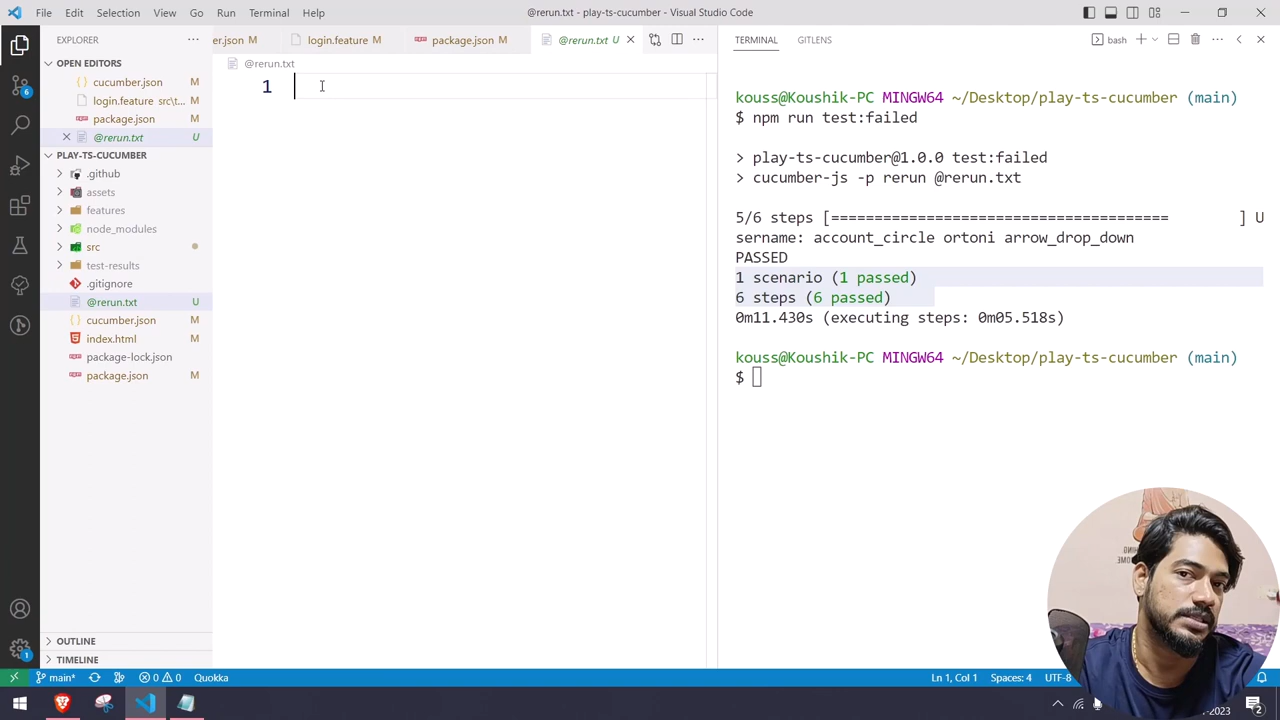 File Edit Selection View Go Run Terminal Help
@rerun.txt - play-ts-cucumber - Visual Studio Code
EXPLORER
OPEN EDITORS
cucumber.json M
login.feature src\t... M
package.json M
@rerun.txt U
PLAY-TS-CUCUMBER
.github
assets
features
node_modules
src
test-results
.gitignore
@rerun.txt U
cucumber.json M
index.html M
package-lock.json
package.json M
OUTLINE
TIMELINE
er.json M login.feature M package.json M @rerun.txt U
@rerun.txt
1
TERMINAL GITLENS
bash
kouss@Koushik-PC MINGW64 ~/Desktop/play-ts-cucumber (main)
$ npm run test:failed
> play-ts-cucumber@1.0.0 test:failed
> cucumber-js -p rerun @rerun.txt
5/6 steps [======================================= ] U
sername: account_circle ortoni arrow_drop_down
PASSED
1 scenario (1 passed)
6 steps (6 passed)
0m11.430s (executing steps: 0m05.518s)
kouss@Koushik-PC MINGW64 ~/Desktop/play-ts-cucumber (main)
$
6
1
main* 0 0 Quokka
Ln 1, Col 1 Spaces: 4 UTF-8
-2023
2